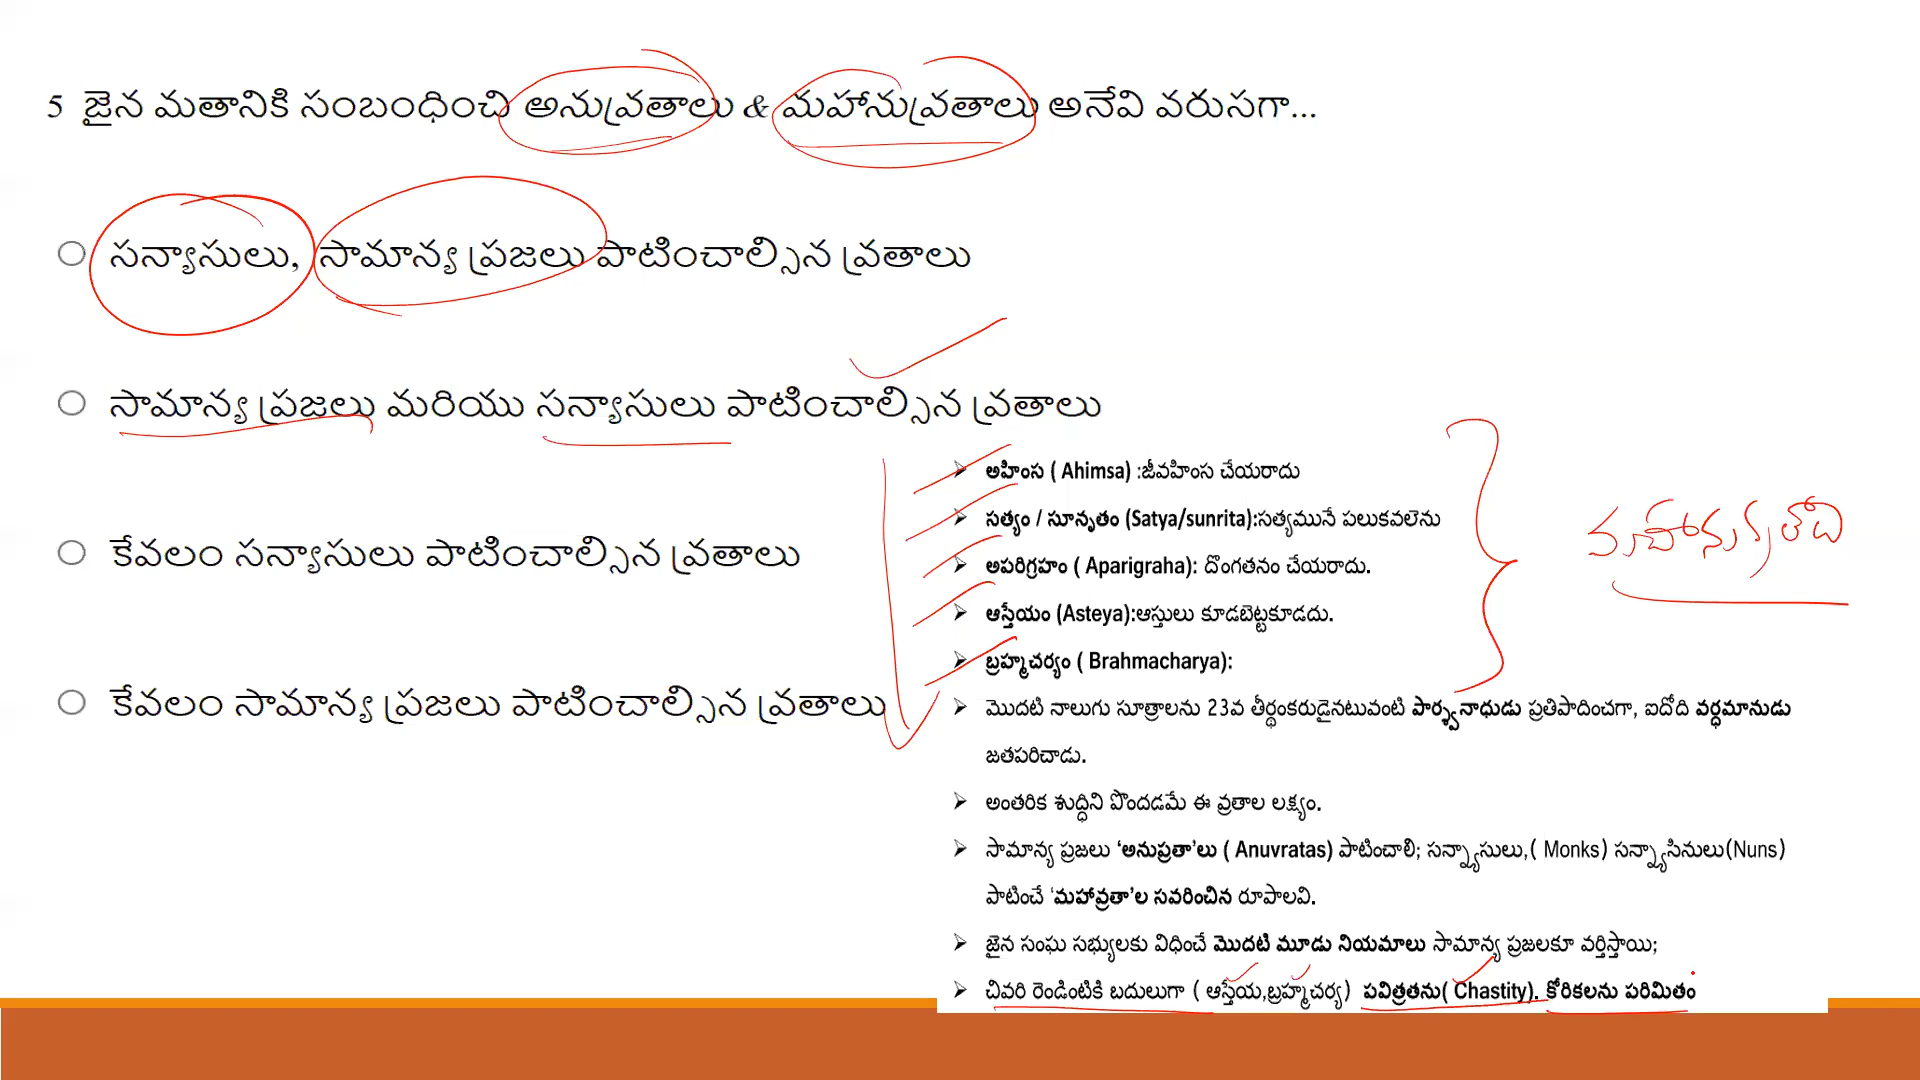 5 జైన మతానికి సంబంధించి అనువ్రతాలు & మహానువ్రతాలు అనేవి వరుసగా...
సన్యాసులు, సామాన్య ప్రజలు పాటించాల్సిన వ్రతాలు
సామాన్య ప్రజలు మరియు సన్యాసులు పాటించాల్సిన వ్రతాలు
కేవలం సన్యాసులు పాటించాల్సిన వ్రతాలు
కేవలం సామాన్య ప్రజలు పాటించాల్సిన వ్రతాలు
➢ అహింస ( Ahimsa) :జీవహింస చేయరాదు
➢ సత్యం / సూనృతం (Satya/sunrita):సత్యమునే పలుకవలెను
➢ అపరిగ్రహం ( Aparigraha): దొంగతనం చేయరాదు.
➢ ఆస్తేయం (Asteya):ఆస్తులు కూడబెట్టకూడదు.
➢ బ్రహ్మచర్యం ( Brahmacharya):
➢ మొదటి నాలుగు సూత్రాలను 23వ తీర్థంకరుడైనటువంటి పార్శ్వనాధుడు ప్రతిపాదించగా, ఐదోది వర్ధమానుడు
జతపరిచాడు.
➢ అంతరిక శుద్ధిని పొందడమే ఈ వ్రతాల లక్ష్యం.
➢ సామాన్య ప్రజలు 'అనుప్రతా'లు ( Anuvratas) పాటించాలి; సన్న్యాసులు,( Monks) సన్న్యాసినులు(Nuns)
పాటించే 'మహావ్రతా'ల సవరించిన రూపాలవి.
➢ జైన సంఘ సభ్యులకు విధించే మొదటి మూడు నియమాలు సామాన్య ప్రజలకూ వర్తిస్తాయి;
➢ చివరి రెండింటికి బదులుగా ( ఆస్తేయ,బ్రహ్మచర్య) పవిత్రతను( Chastity). కోరికలను పరిమితం